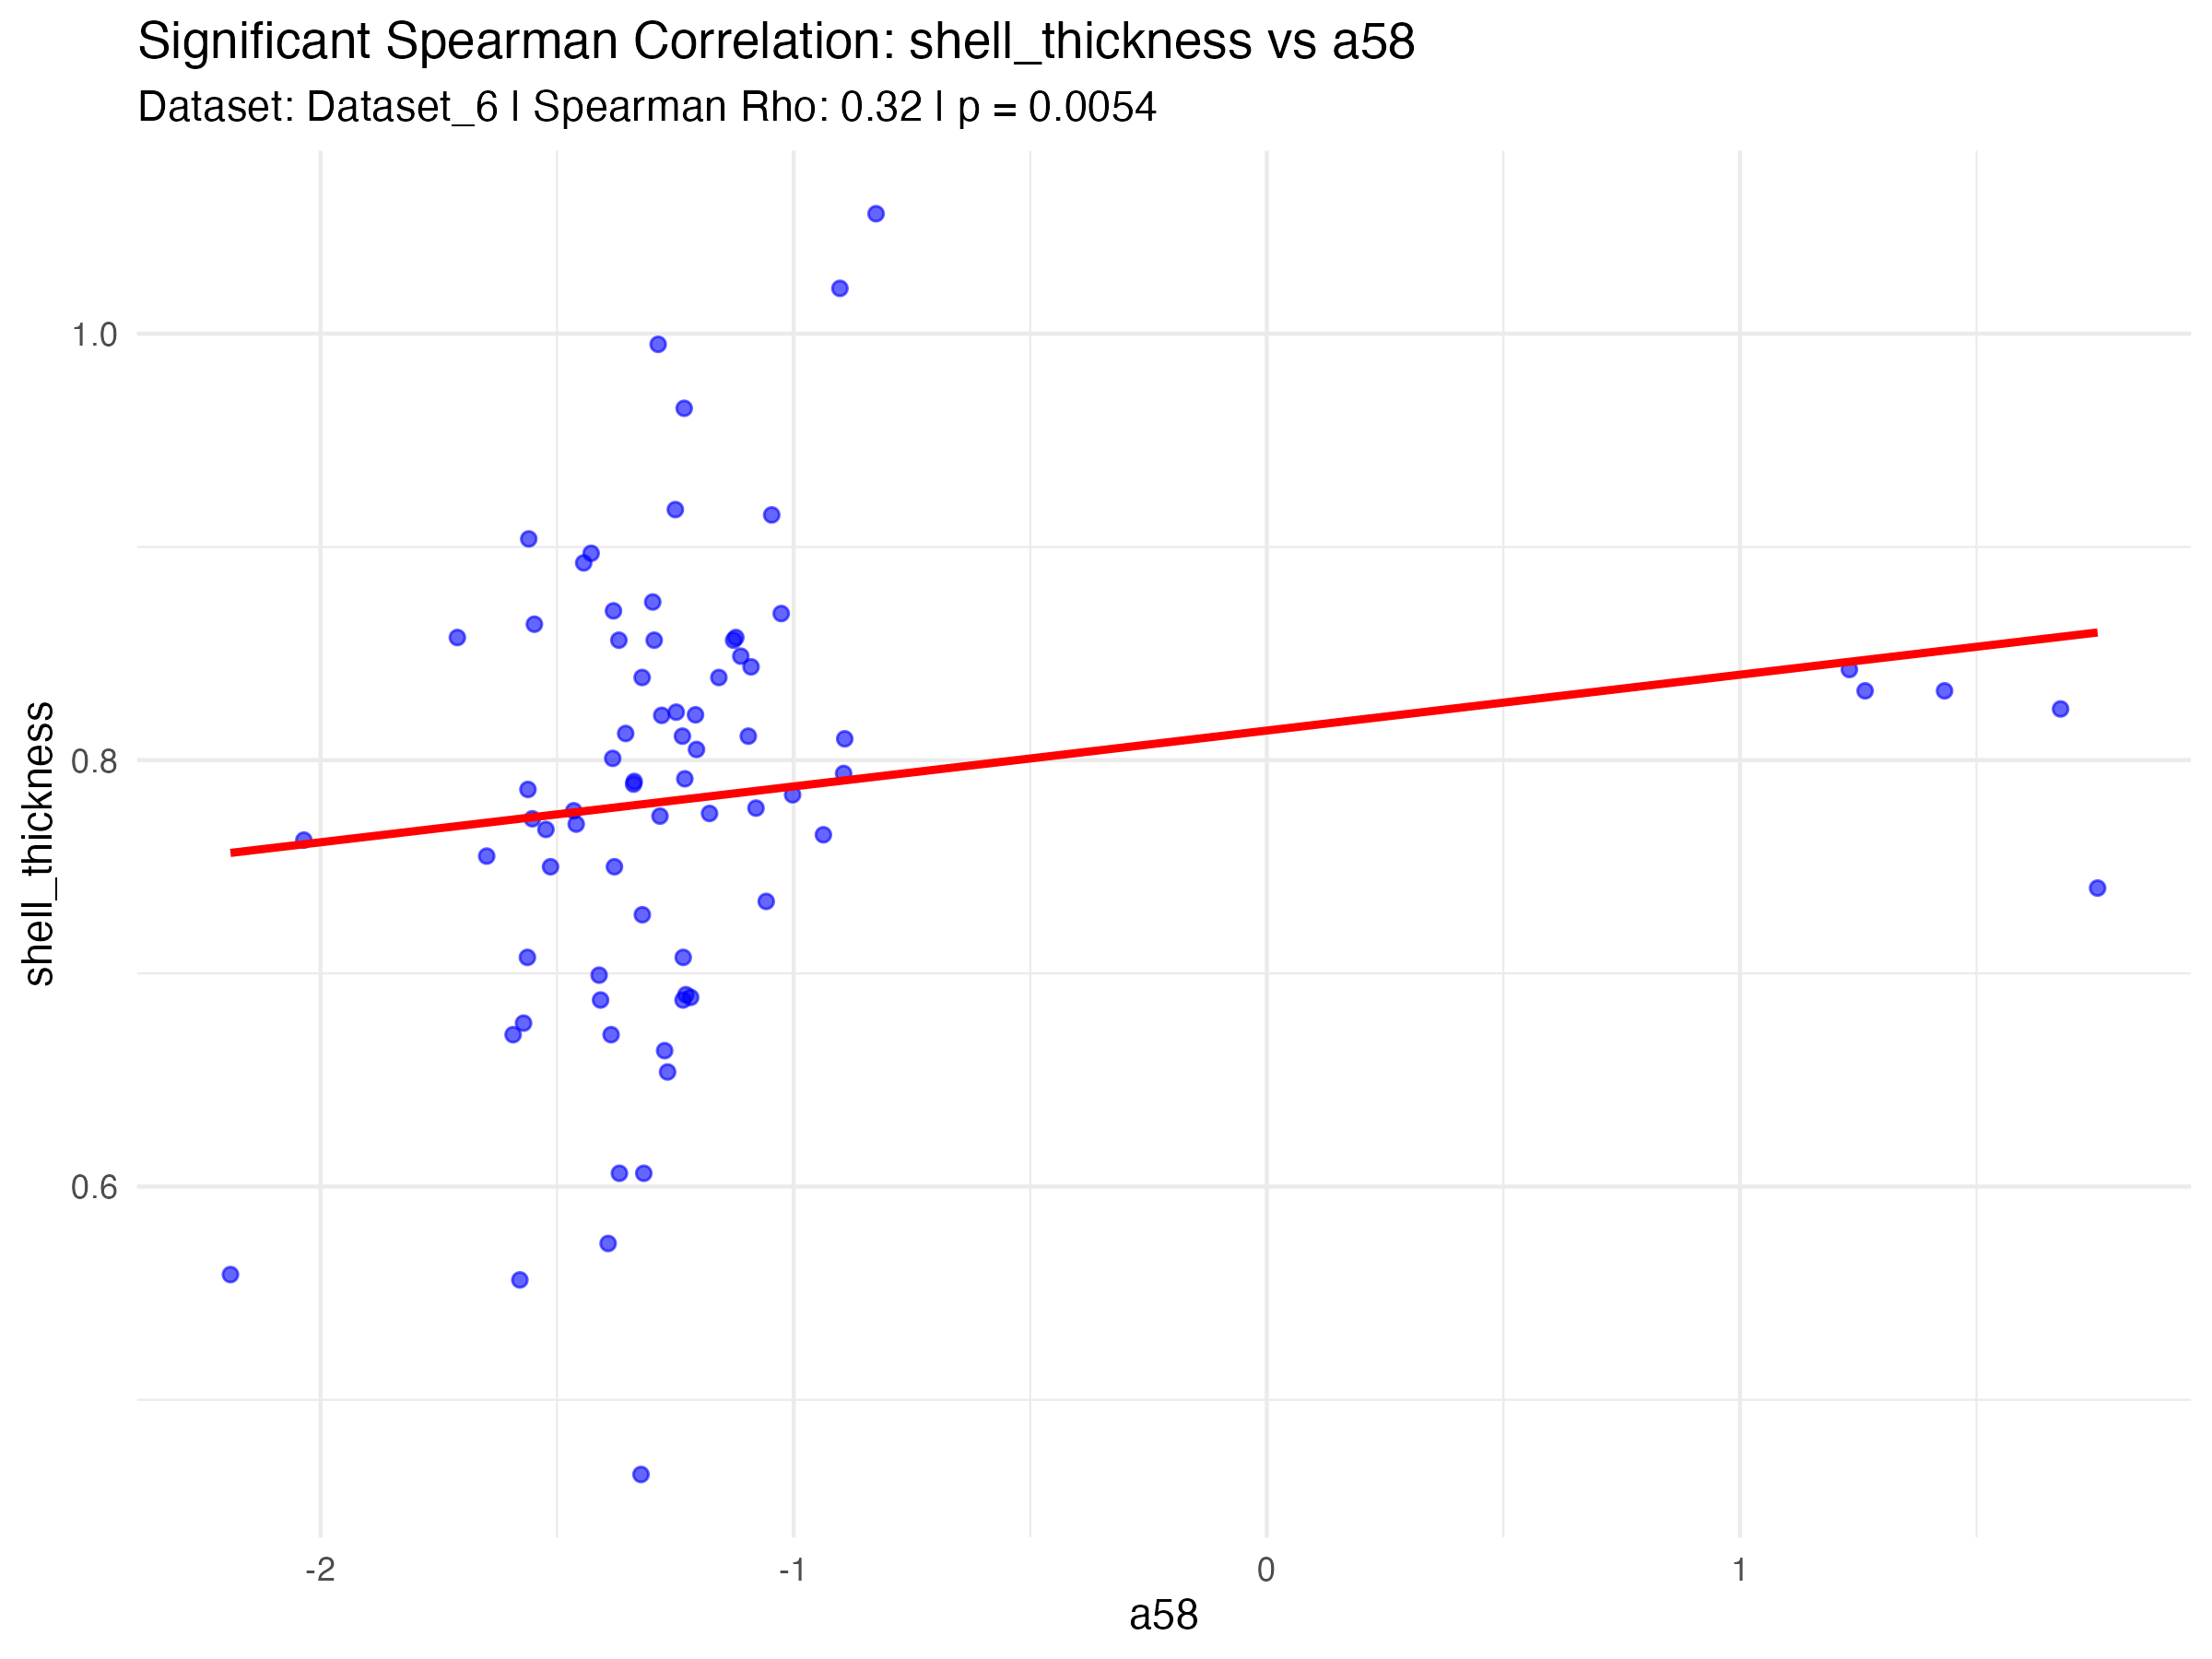 Significant Spearman Correlation: shell_thickness vs a58
Dataset: Dataset_6 | Spearman Rho: 0.32 | p = 0.0054
shell_thickness
1.0
0.8
0.6
-2
-1
0
1
a58